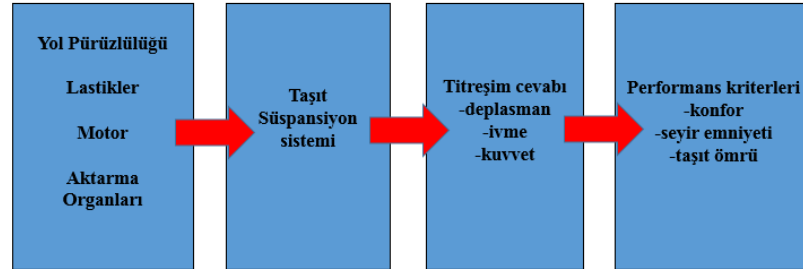 Yol Pürüzlülüğü
Lastikler
Motor
Aktarma
Organları
Taşıt
Süspansiyon
sistemi
Titreşim cevabı
-deplasman
-ivme
-kuvvet
Performans kriterleri
-konfor
-seyir emniyeti
-taşıt ömrü